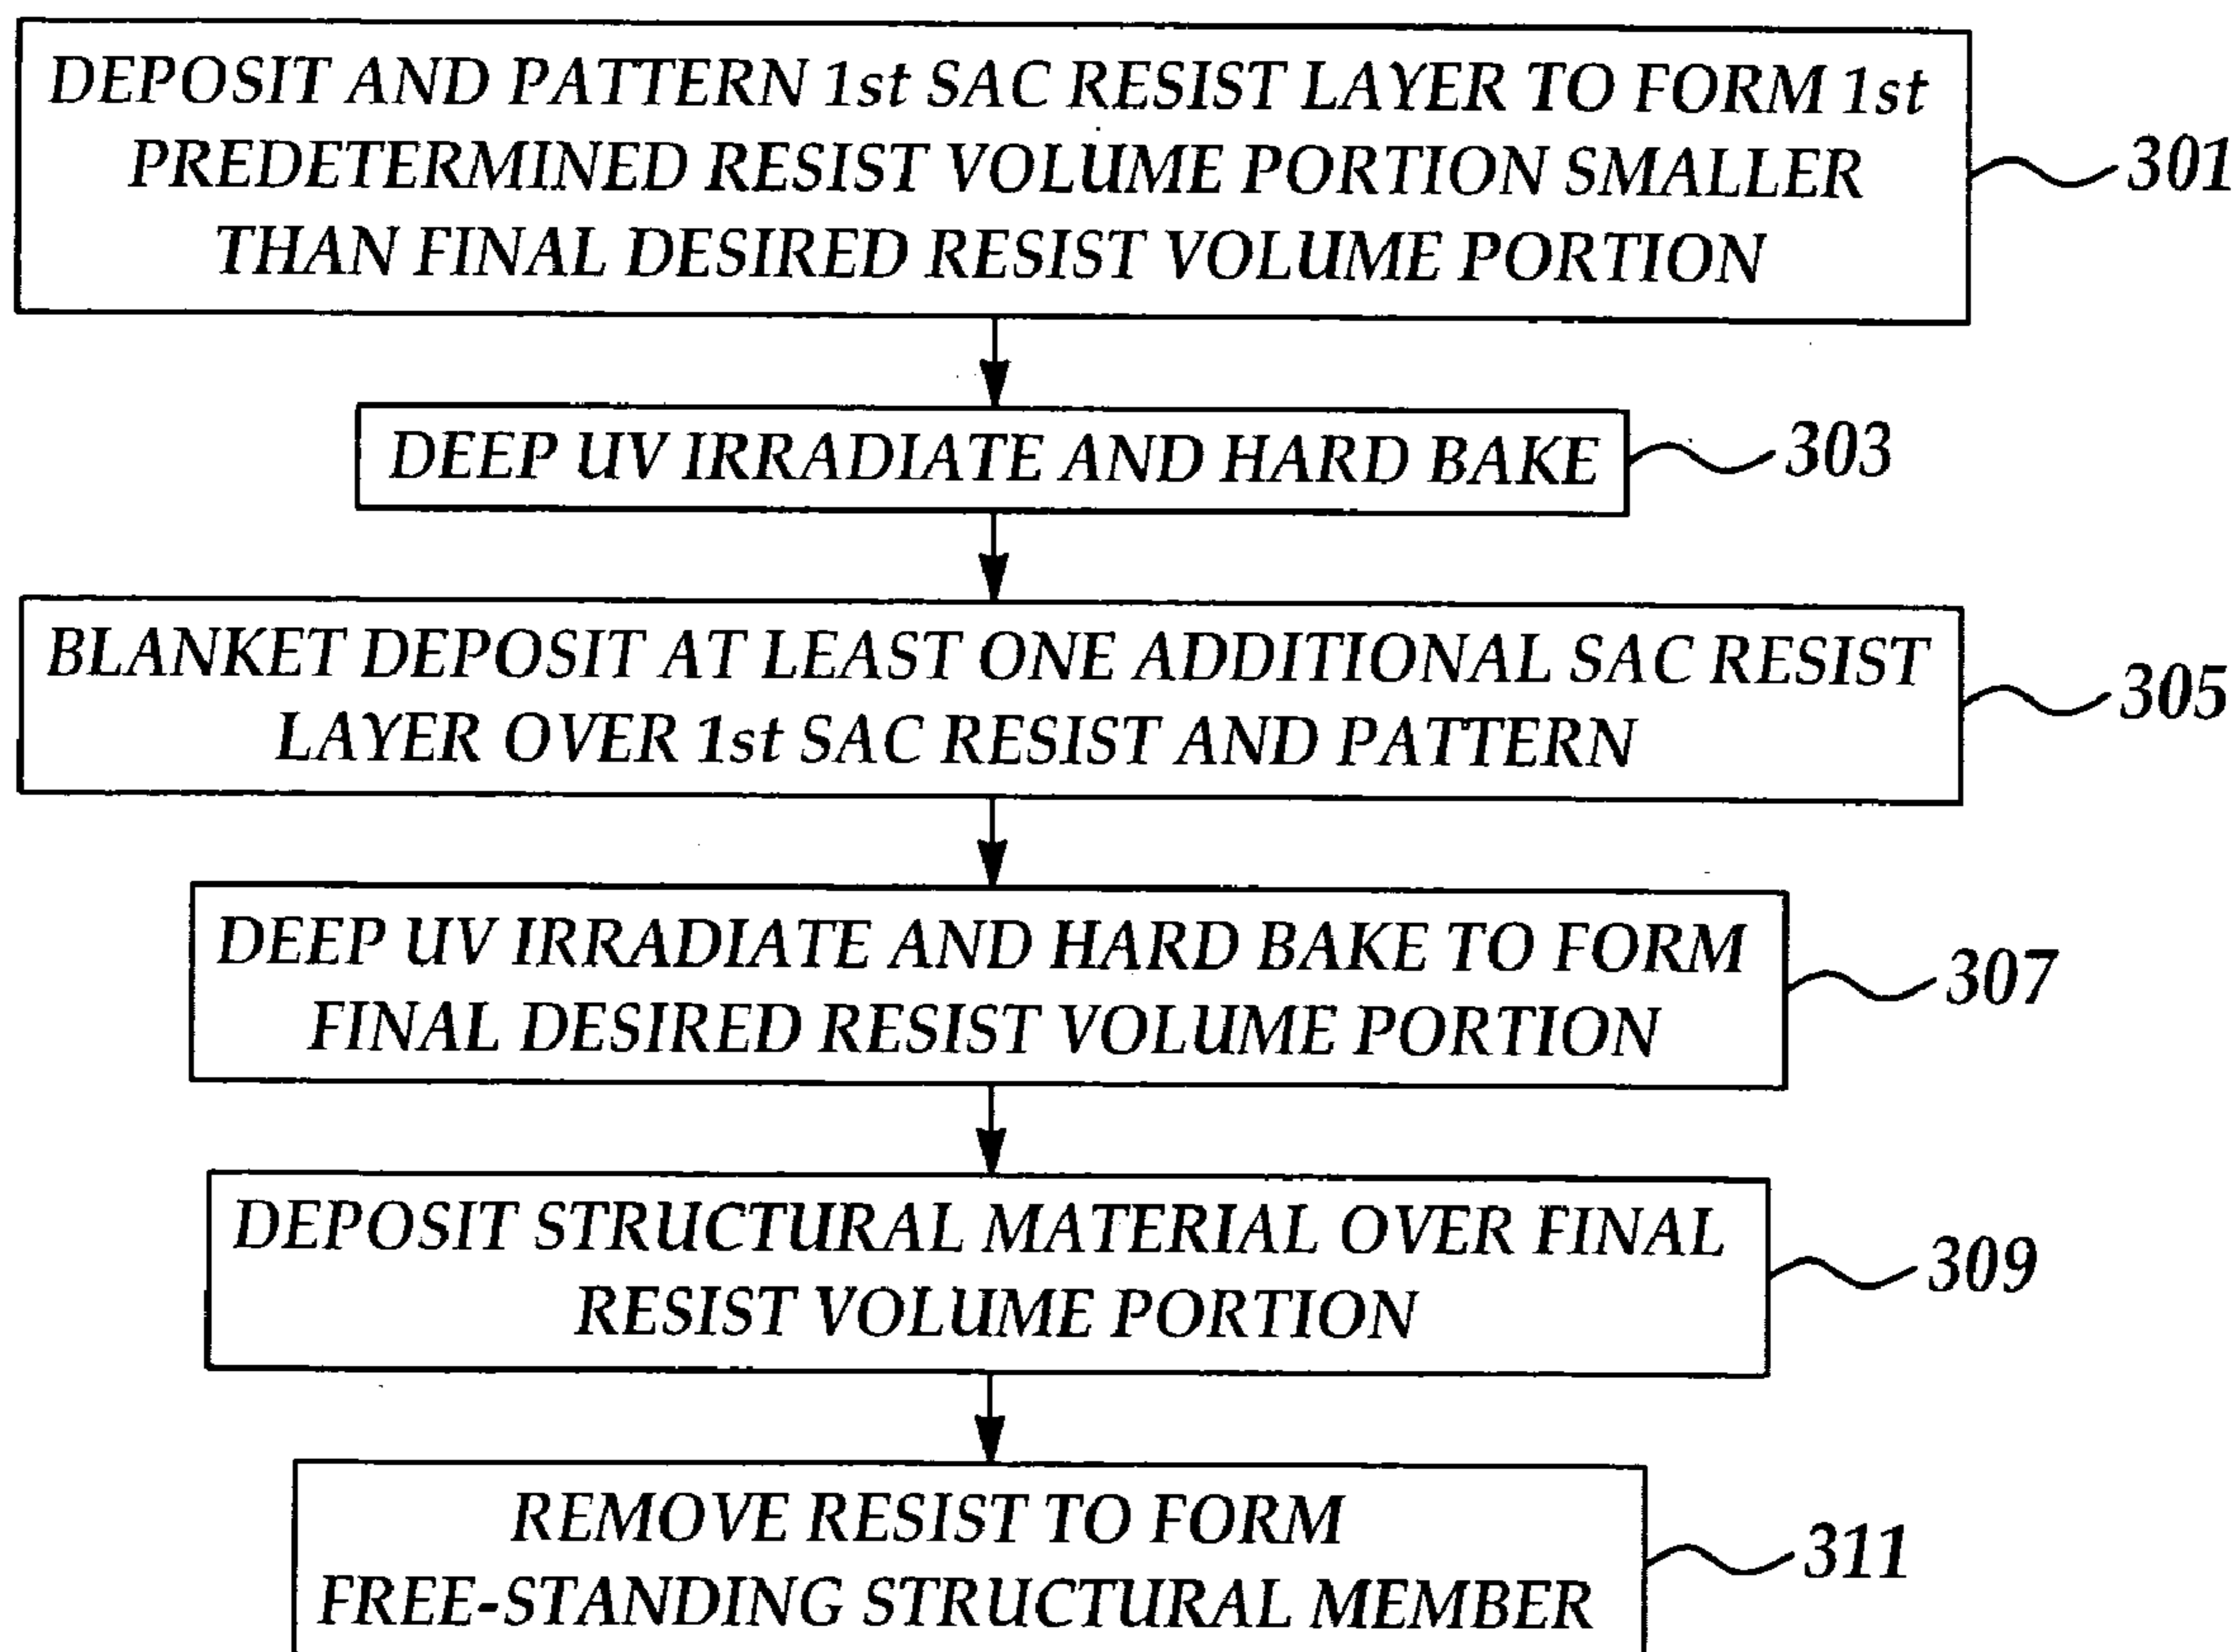 DEPOSIT AND PATTERN 1st SAC RESIST LAYER TO FORM 1st
PREDETERMINED RESIST VOLUME PORTION SMALLER
THAN FINAL DESIRED RESIST VOLUME PORTION
301
DEEP UV IRRADIATE AND HARD BAKE
303
BLANKET DEPOSIT AT LEAST ONE ADDITIONAL SAC RESIST
LAYER OVER 1st SAC RESIST AND PATTERN
305
DEEP UV IRRADIATE AND HARD BAKE TO FORM
FINAL DESIRED RESIST VOLUME PORTION
307
DEPOSIT STRUCTURAL MATERIAL OVER FINAL
RESIST VOLUME PORTION
309
REMOVE RESIST TO FORM
FREE-STANDING STRUCTURAL MEMBER
311